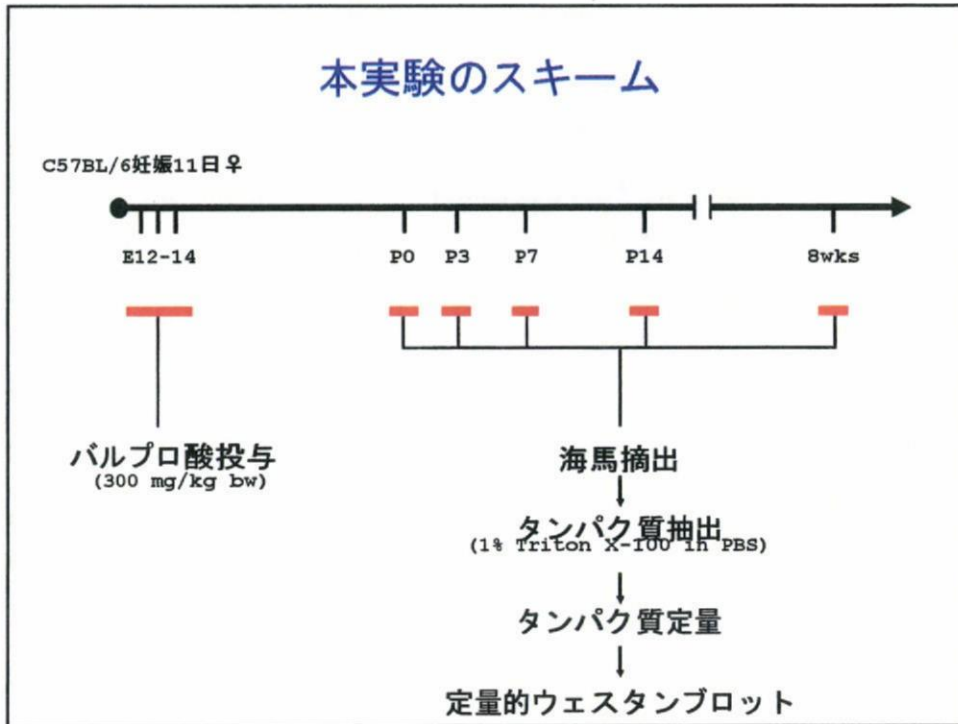 本実験のスキーム
C57BL/6妊娠11日♀
E12-14 P0 P3 P7 P14 8wks
バルプロ酸投与
(300 mg/kg bw)
海馬摘出
タンパク質抽出
(1% Triton X-100 in PBS)
タンパク質定量
定量的ウェスタンブロット